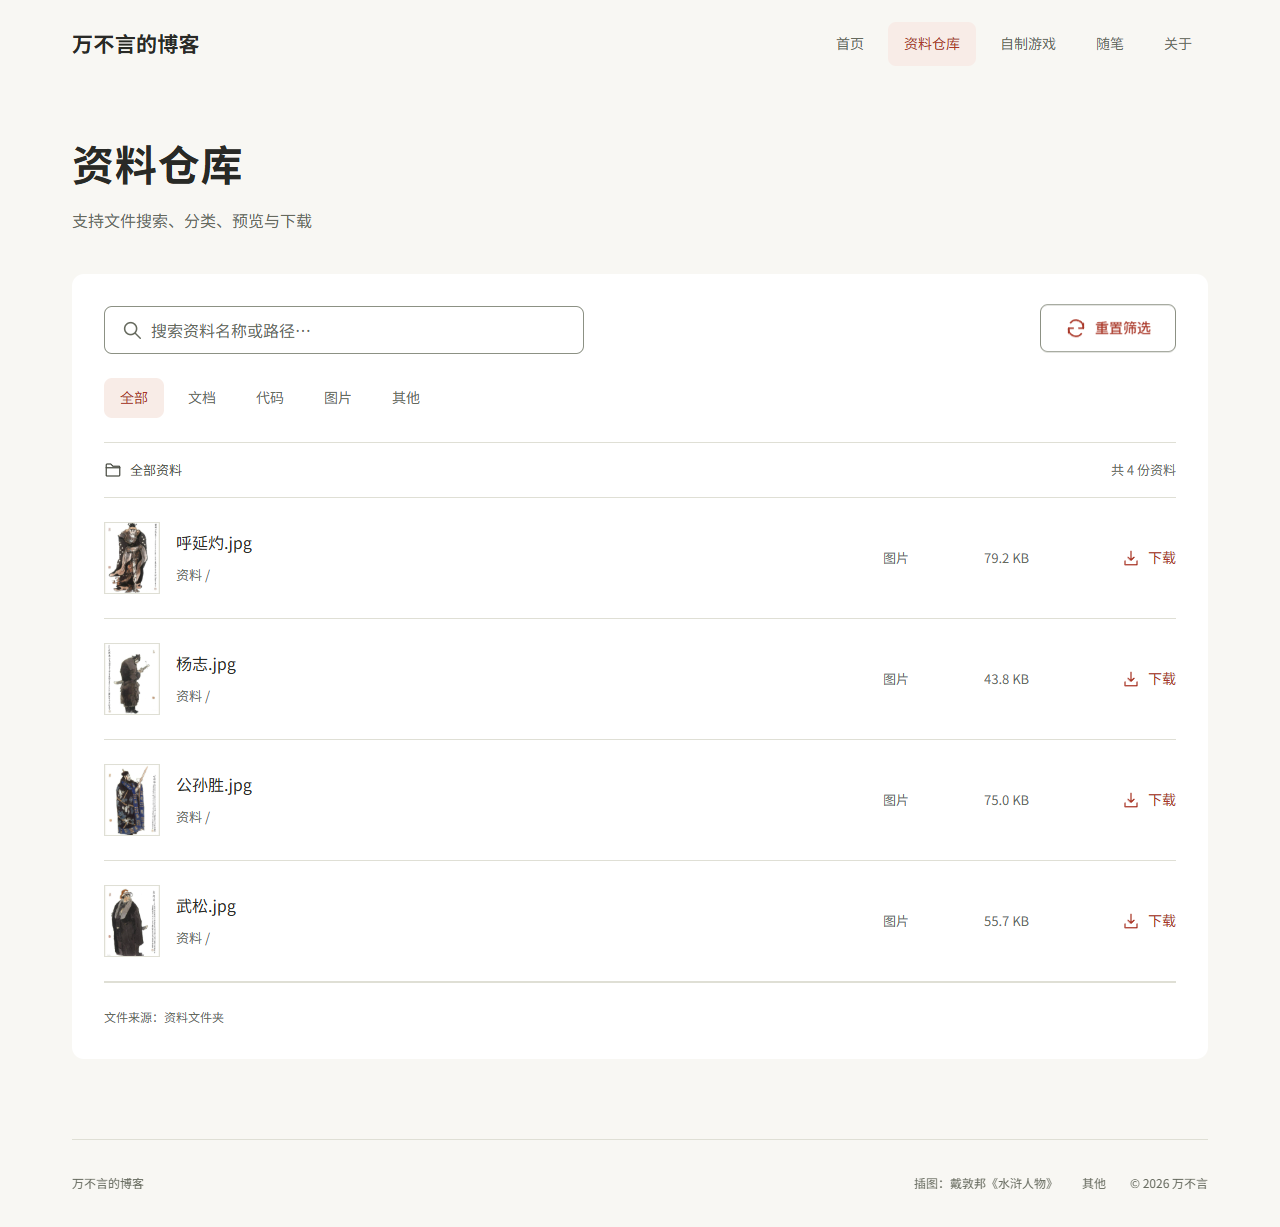 万不言的博客
首页 资料仓库 自制游戏 随笔 关于
资料仓库
支持文件搜索、分类、预览与下载
搜索资料名称或路径…
重置筛选
全部 文档 代码 图片 其他
全部资料 共 4 份资料
呼延灼.jpg
资料 /
图片 79.2 KB 下载
杨志.jpg
资料 /
图片 43.8 KB 下载
公孙胜.jpg
资料 /
图片 75.0 KB 下载
武松.jpg
资料 /
图片 55.7 KB 下载
文件来源：资料文件夹
万不言的博客 插图：戴敦邦《水浒人物》 其他 © 2026 万不言